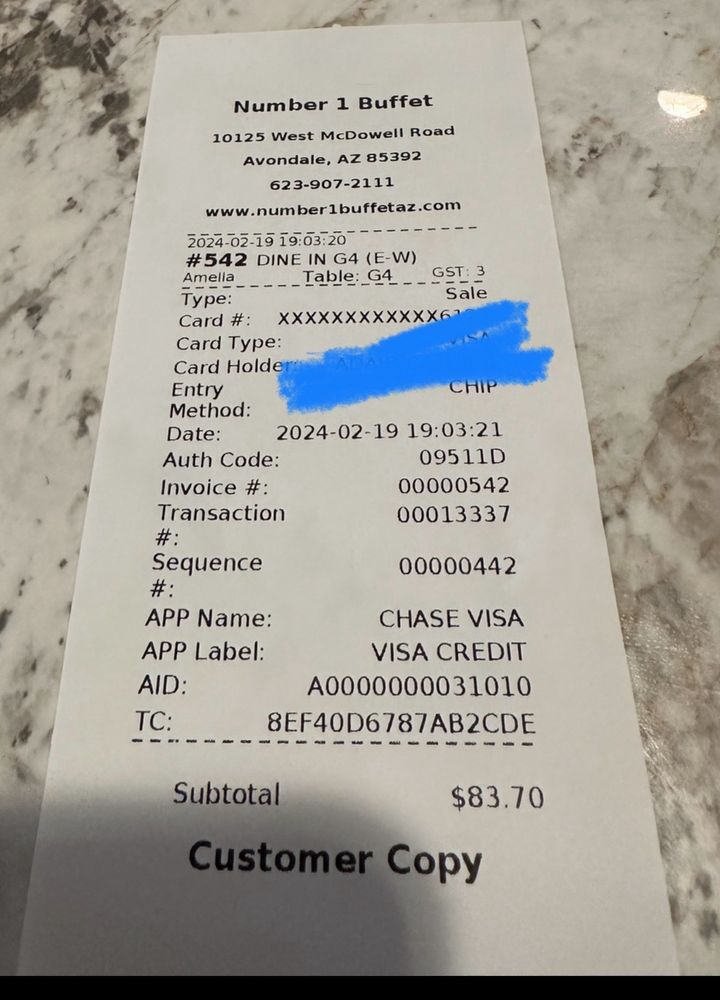 Number 1 Buffet
10125 West McDowell Road
Avondale, AZ 85392
623-907-2111
www.number1buffetaz.com
2024-02-19 19:03:20
#542 DINE IN G4 (E-W)
Amelia Table: G4 GST: 3
Type: Sale
Card #: XXXXXXXXXXXX6
Card Type: VISA
Card Holder
Entry CHIP
Method:
Date: 2024-02-19 19:03:21
Auth Code: 09511D
Invoice #: 00000542
Transaction 00013337
#:
Sequence 00000442
#:
APP Name: CHASE VISA
APP Label: VISA CREDIT
AID: A0000000031010
TC: 8EF40D6787AB2CDE
Subtotal $83.70
Customer Copy